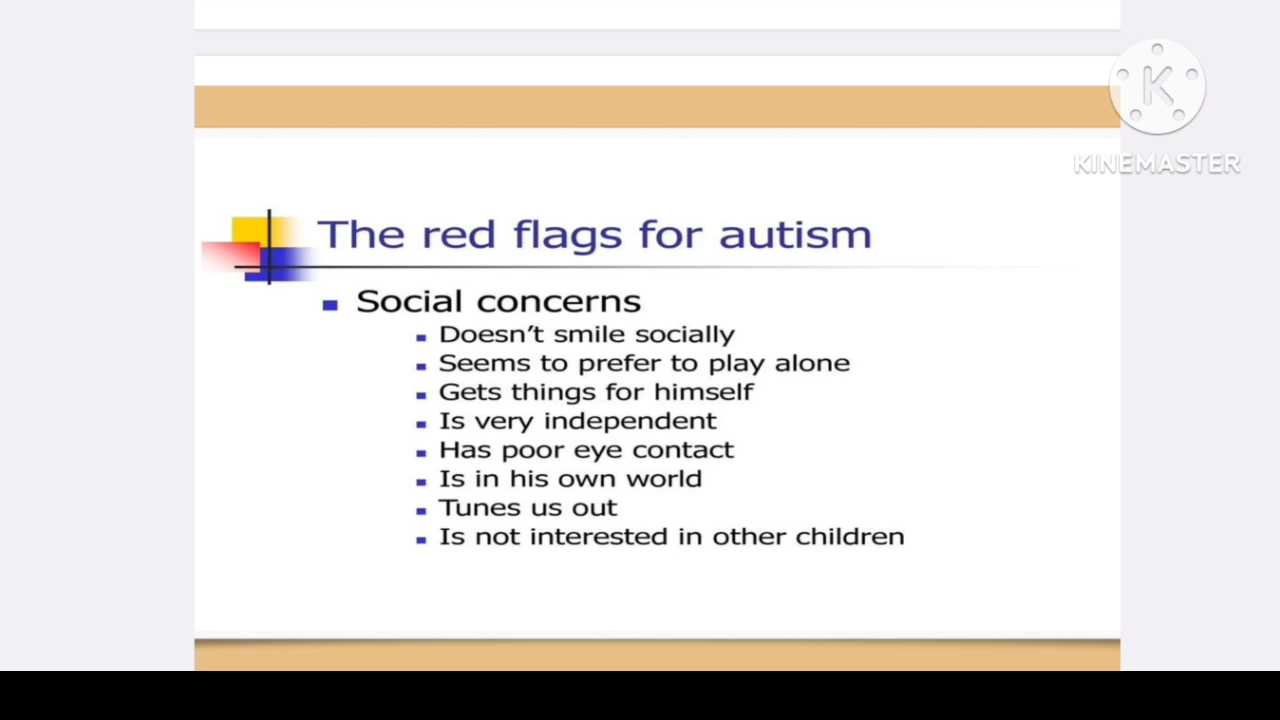 K
KINEMASTER
The red flags for autism
Social concerns
Doesn't smile socially
Seems to prefer to play alone
Gets things for himself
Is very independent
Has poor eye contact
Is in his own world
Tunes us out
Is not interested in other children